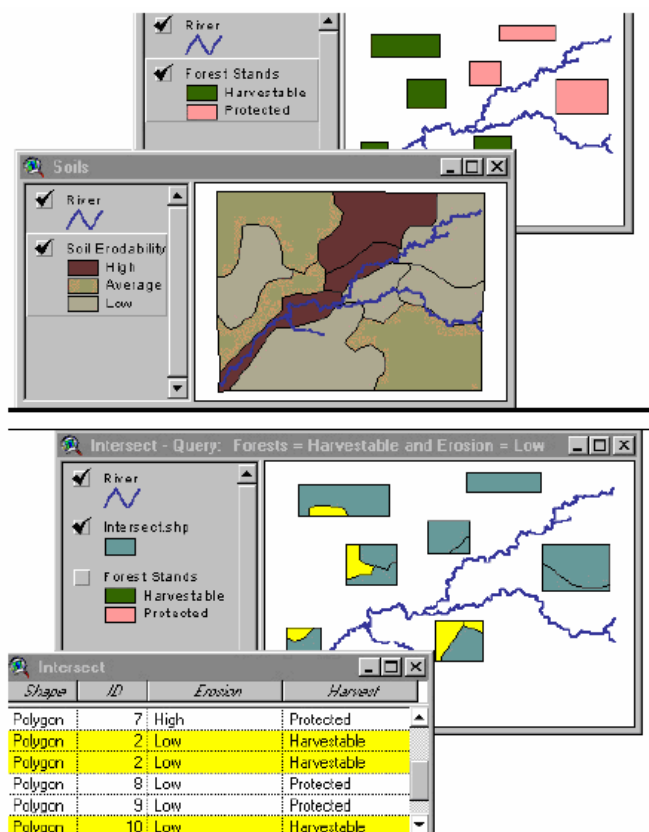 River
Forest Stands
Harvestable
Protected
Soils
River
Soil Erodability
High
Average
Low
Intersect - Query: Forests = Harvestable and Erosion = Low
River
Intersect.shp
Forest Stands
Harvestable
Protected
Intersect
Shape ID Erosion Harvest
Polygon 7 High Protected
Polygon 2 Low Harvestable
Polygon 2 Low Harvestable
Polygon 8 Low Protected
Polygon 9 Low Protected
Polygon 10 Low Harvestable